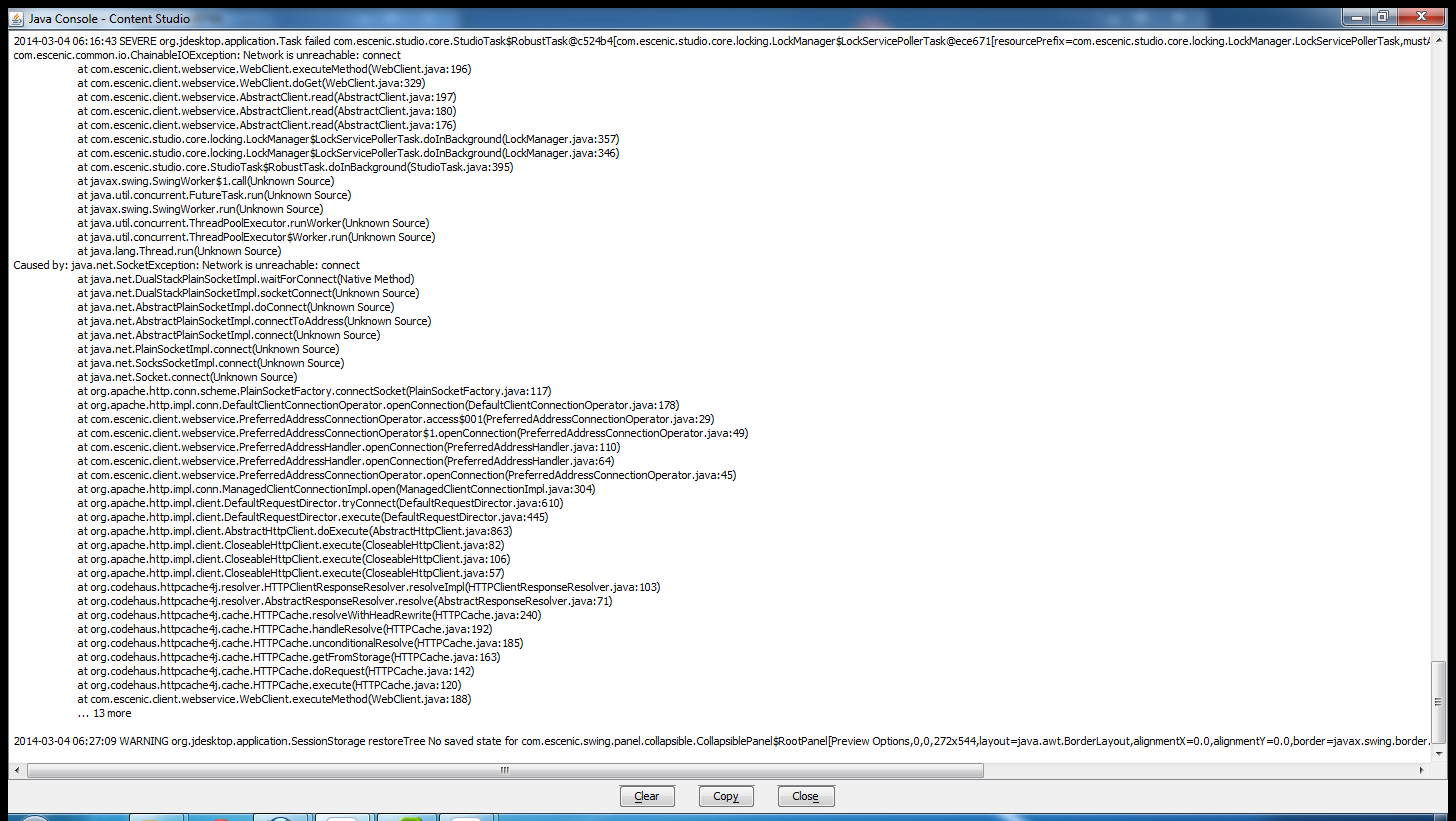 Java Console - Content Studio
2014-03-04 06:16:43 SEVERE org.jdesktop.application.Task failed com.escenic.studio.core.StudioTask$RobustTask@c524b4[com.escenic.studio.core.locking.LockManager$LockServicePollerTask@ece671[resourcePrefix=com.escenic.studio.core.locking.LockManager.LockServicePollerTask,mustA
com.escenic.common.io.ChainableIOException: Network is unreachable: connect
at com.escenic.client.webservice.WebClient.executeMethod(WebClient.java:196)
at com.escenic.client.webservice.WebClient.doGet(WebClient.java:329)
at com.escenic.client.webservice.AbstractClient.read(AbstractClient.java:197)
at com.escenic.client.webservice.AbstractClient.read(AbstractClient.java:180)
at com.escenic.client.webservice.AbstractClient.read(AbstractClient.java:176)
at com.escenic.studio.core.locking.LockManager$LockServicePollerTask.doInBackground(LockManager.java:357)
at com.escenic.studio.core.locking.LockManager$LockServicePollerTask.doInBackground(LockManager.java:346)
at com.escenic.studio.core.StudioTask$RobustTask.doInBackground(StudioTask.java:395)
at javax.swing.SwingWorker$1.call(Unknown Source)
at java.util.concurrent.FutureTask.run(Unknown Source)
at javax.swing.SwingWorker.run(Unknown Source)
at java.util.concurrent.ThreadPoolExecutor.runWorker(Unknown Source)
at java.util.concurrent.ThreadPoolExecutor$Worker.run(Unknown Source)
at java.lang.Thread.run(Unknown Source)
Caused by: java.net.SocketException: Network is unreachable: connect
at java.net.DualStackPlainSocketImpl.waitForConnect(Native Method)
at java.net.DualStackPlainSocketImpl.socketConnect(Unknown Source)
at java.net.AbstractPlainSocketImpl.doConnect(Unknown Source)
at java.net.AbstractPlainSocketImpl.connectToAddress(Unknown Source)
at java.net.AbstractPlainSocketImpl.connect(Unknown Source)
at java.net.PlainSocketImpl.connect(Unknown Source)
at java.net.SocksSocketImpl.connect(Unknown Source)
at java.net.Socket.connect(Unknown Source)
at org.apache.http.conn.scheme.PlainSocketFactory.connectSocket(PlainSocketFactory.java:117)
at org.apache.http.impl.conn.DefaultClientConnectionOperator.openConnection(DefaultClientConnectionOperator.java:178)
at com.escenic.client.webservice.PreferredAddressConnectionOperator.access$001(PreferredAddressConnectionOperator.java:29)
at com.escenic.client.webservice.PreferredAddressConnectionOperator$1.openConnection(PreferredAddressConnectionOperator.java:49)
at com.escenic.client.webservice.PreferredAddressHandler.openConnection(PreferredAddressHandler.java:110)
at com.escenic.client.webservice.PreferredAddressHandler.openConnection(PreferredAddressHandler.java:64)
at com.escenic.client.webservice.PreferredAddressConnectionOperator.openConnection(PreferredAddressConnectionOperator.java:45)
at org.apache.http.impl.conn.ManagedClientConnectionImpl.open(ManagedClientConnectionImpl.java:304)
at org.apache.http.impl.client.DefaultRequestDirector.tryConnect(DefaultRequestDirector.java:610)
at org.apache.http.impl.client.DefaultRequestDirector.execute(DefaultRequestDirector.java:445)
at org.apache.http.impl.client.AbstractHttpClient.doExecute(AbstractHttpClient.java:863)
at org.apache.http.impl.client.CloseableHttpClient.execute(CloseableHttpClient.java:82)
at org.apache.http.impl.client.CloseableHttpClient.execute(CloseableHttpClient.java:106)
at org.apache.http.impl.client.CloseableHttpClient.execute(CloseableHttpClient.java:57)
at org.codehaus.httpcache4j.resolver.HTTPClientResponseResolver.resolveImpl(HTTPClientResponseResolver.java:103)
at org.codehaus.httpcache4j.resolver.AbstractResponseResolver.resolve(AbstractResponseResolver.java:71)
at org.codehaus.httpcache4j.cache.HTTPCache.resolveWithHeadRewrite(HTTPCache.java:240)
at org.codehaus.httpcache4j.cache.HTTPCache.handleResolve(HTTPCache.java:192)
at org.codehaus.httpcache4j.cache.HTTPCache.unconditionalResolve(HTTPCache.java:185)
at org.codehaus.httpcache4j.cache.HTTPCache.getFromStorage(HTTPCache.java:163)
at org.codehaus.httpcache4j.cache.HTTPCache.doRequest(HTTPCache.java:142)
at org.codehaus.httpcache4j.cache.HTTPCache.execute(HTTPCache.java:120)
at com.escenic.client.webservice.WebClient.executeMethod(WebClient.java:188)
... 13 more
2014-03-04 06:27:09 WARNING org.jdesktop.application.SessionStorage restoreTree No saved state for com.escenic.swing.panel.collapsible.CollapsiblePanel$RootPanel[Preview Options,0,0,272x544,layout=java.awt.BorderLayout,alignmentX=0.0,alignmentY=0.0,border=javax.swing.border.
Clear Copy Close